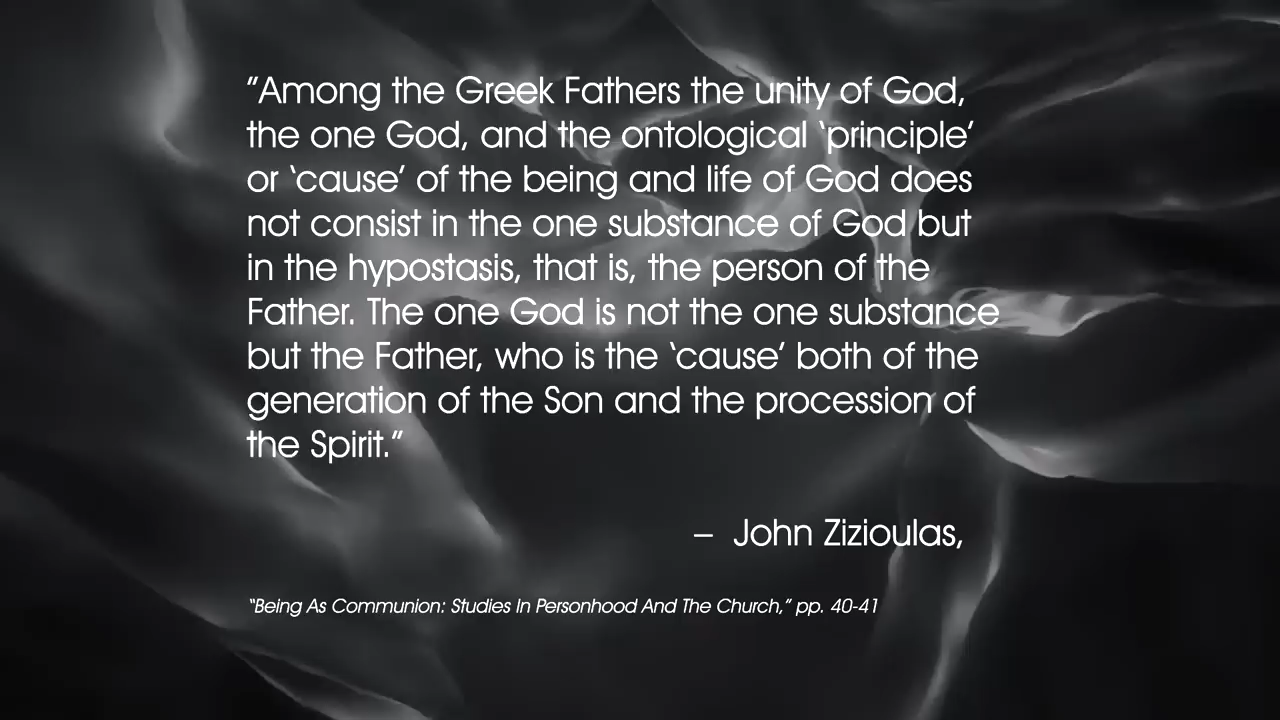 ”Among the Greek Fathers the unity of God,
the one God, and the ontological ‘principle’
or ‘cause’ of the being and life of God does
not consist in the one substance of God but
in the hypostasis, that is, the person of the
Father. The one God is not the one substance
but the Father, who is the ‘cause’ both of the
generation of the Son and the procession of
the Spirit.”
– John Zizioulas,
“Being As Communion: Studies In Personhood And The Church,” pp. 40-41